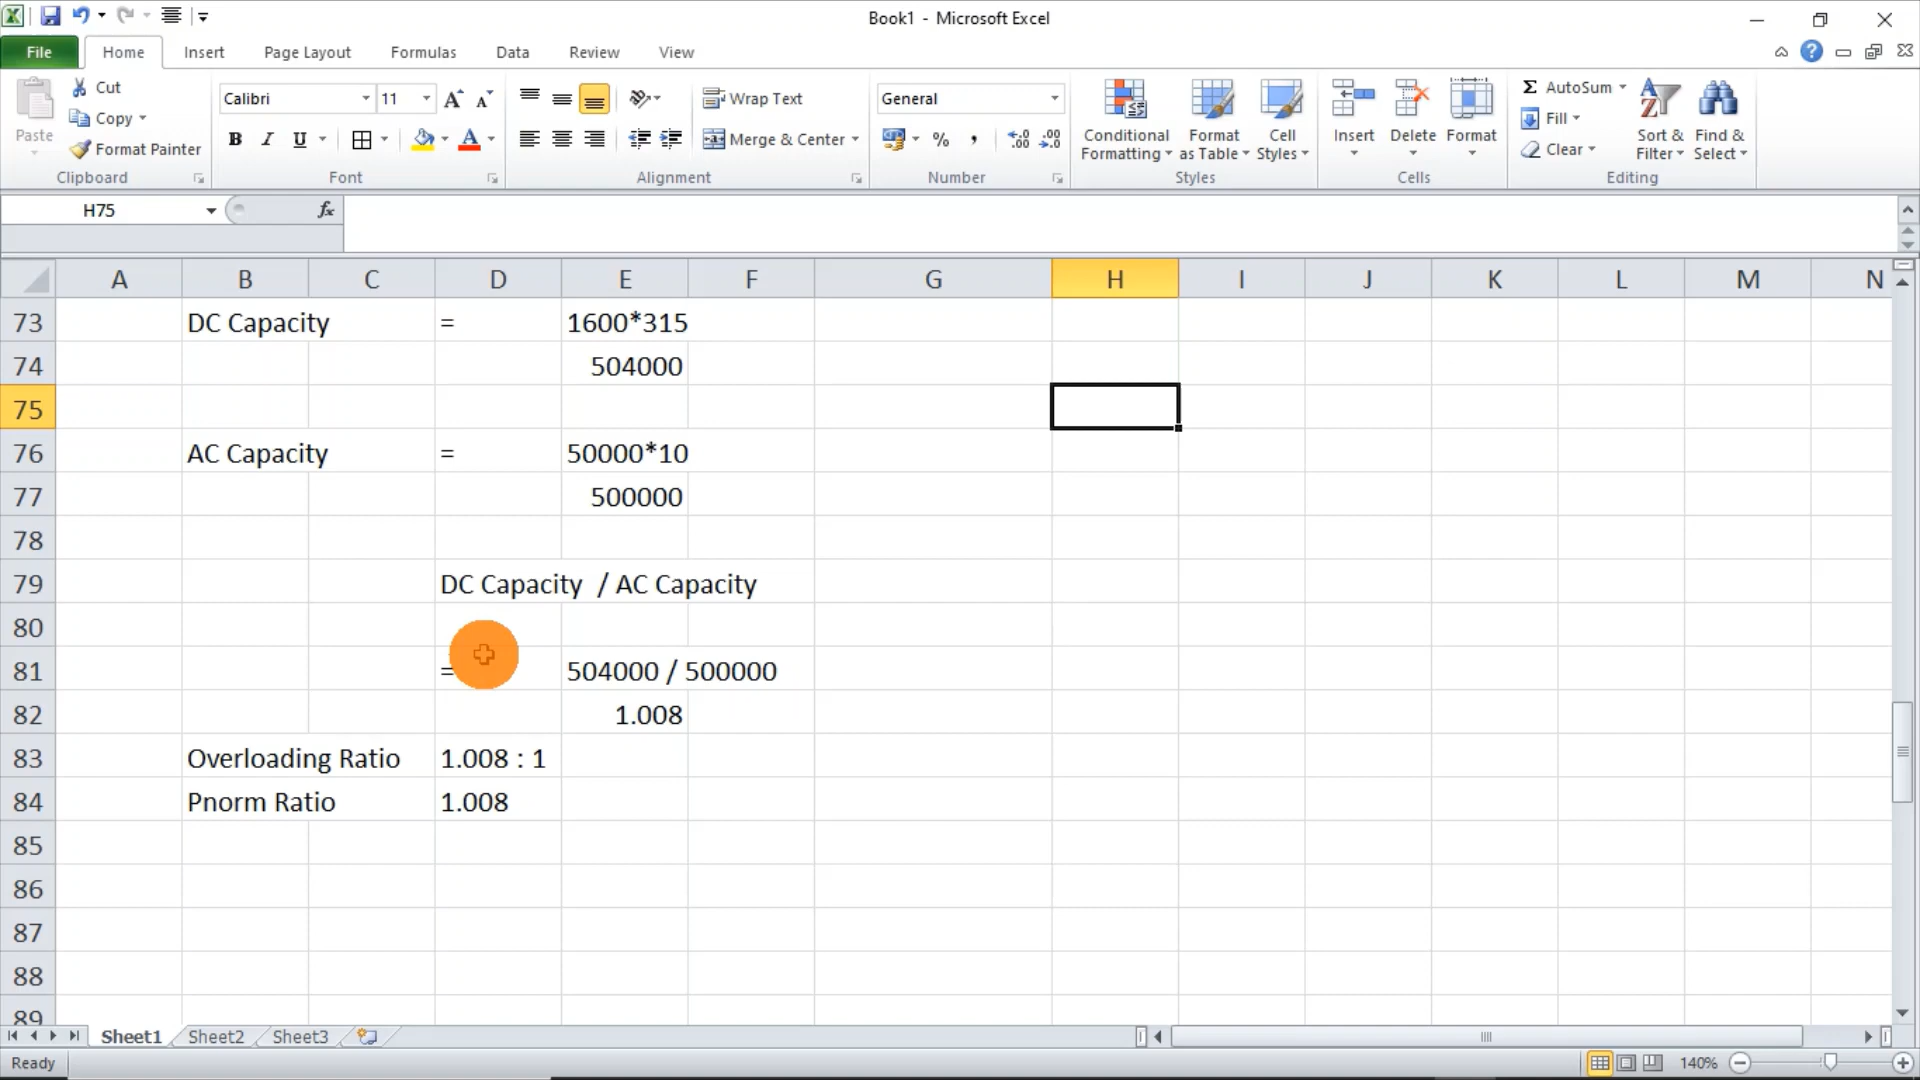 Book1 - Microsoft Excel
File Home Insert Page Layout Formulas Data Review View
Paste
Cut
Copy
Format Painter
Clipboard
Calibri 11
B I U
Font
Wrap Text
Merge & Center
Alignment
General
Number
Conditional Formatting
Format as Table
Cell Styles
Styles
Insert Delete Format
Cells
AutoSum
Fill
Clear
Sort & Filter
Find & Select
Editing
H75 fx
A B C D E F G H I J K L M N
73 DC Capacity = 1600*315
74 504000
75
76 AC Capacity = 50000*10
77 500000
78
79 DC Capacity / AC Capacity
80
81 = 504000 / 500000
82 1.008
83 Overloading Ratio 1.008 : 1
84 Pnorm Ratio 1.008
85
86
87
88
89
Sheet1 Sheet2 Sheet3
Ready 140%